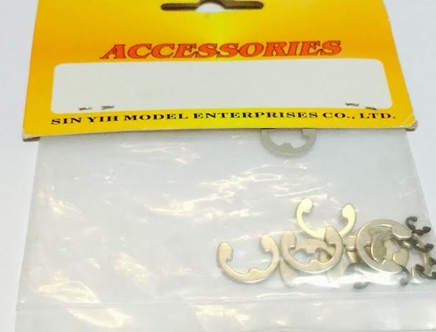 ACCESSORIES
SIN YIH MODEL ENTERPRISES CO., LTD.